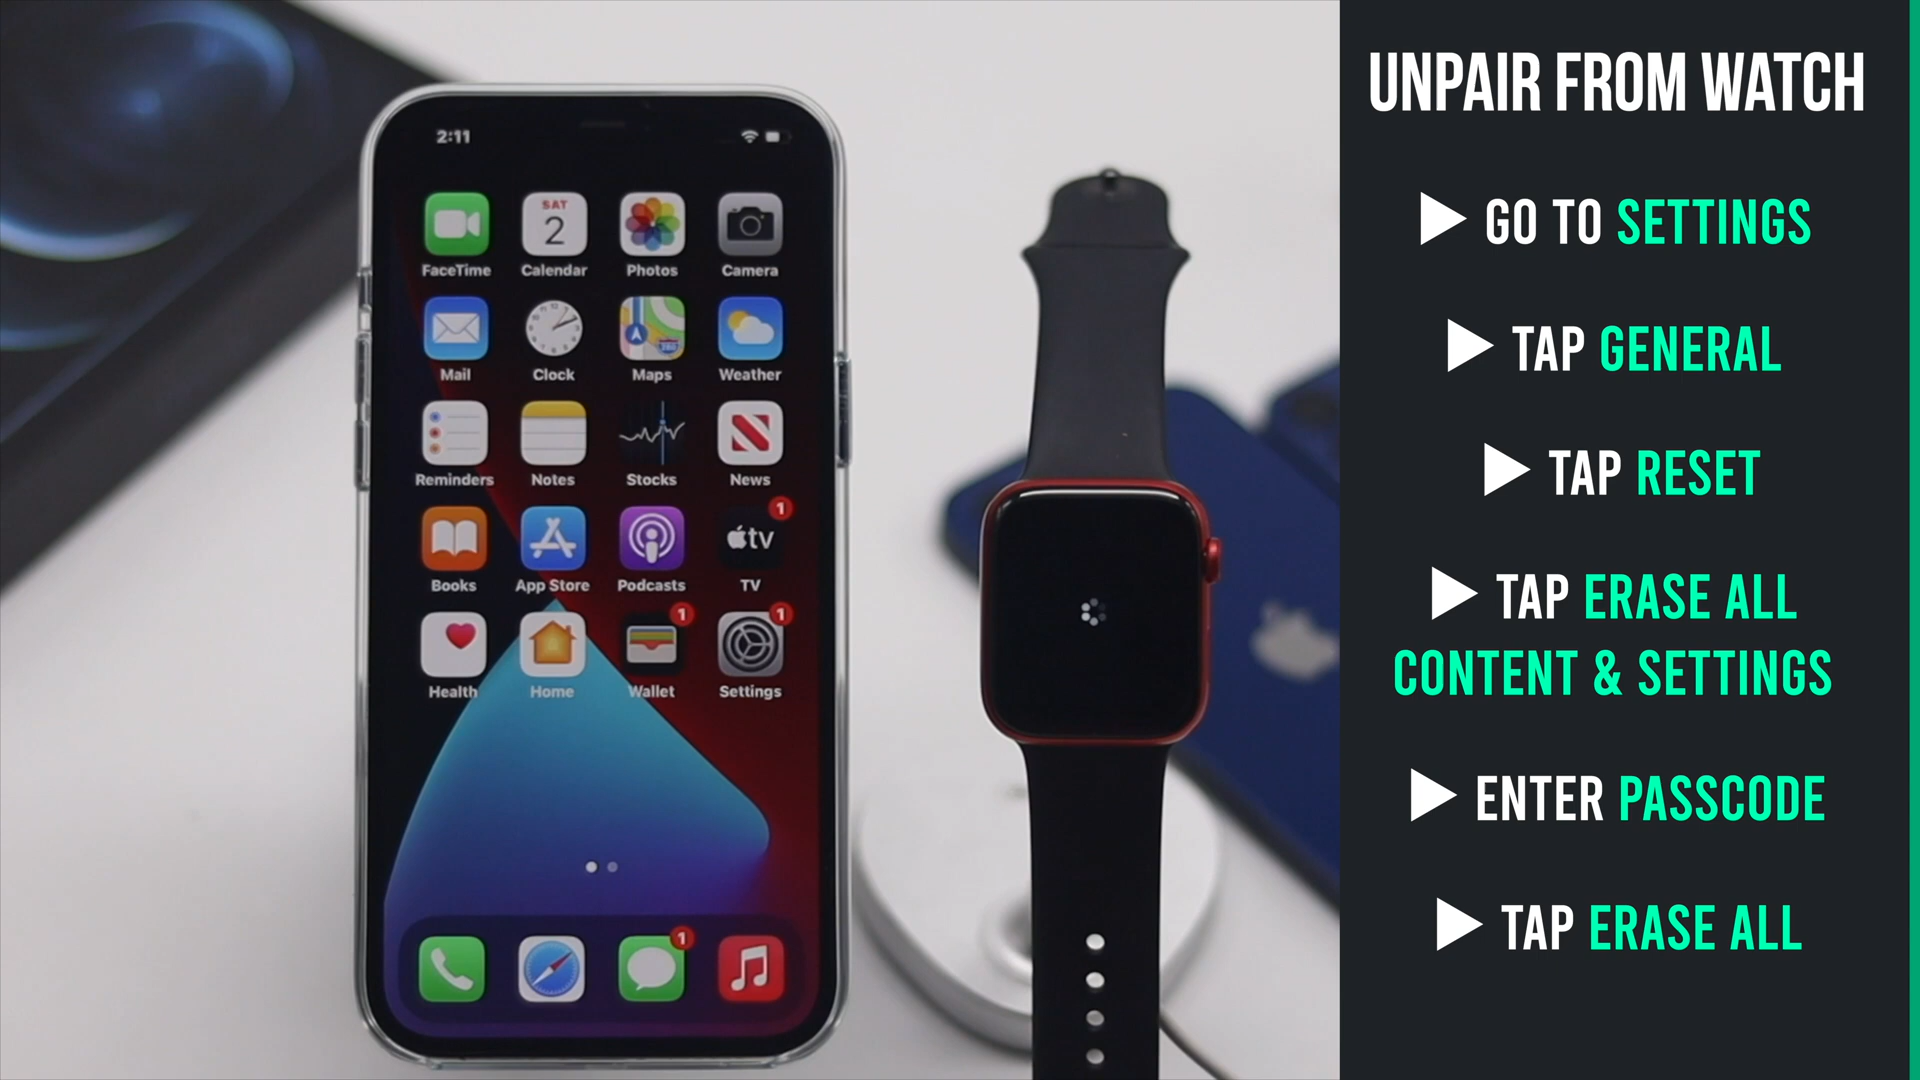 2:11
FaceTime
SAT
2
Calendar
Photos
Camera
Mail
Clock
Maps
Weather
Reminders
Notes
Stocks
News
Books
App Store
Podcasts
1
tv
TV
Health
Home
1
Wallet
1
Settings
1
UNPAIR FROM WATCH
▶ GO TO SETTINGS
▶ TAP GENERAL
▶ TAP RESET
▶ TAP ERASE ALL
CONTENT & SETTINGS
▶ ENTER PASSCODE
▶ TAP ERASE ALL